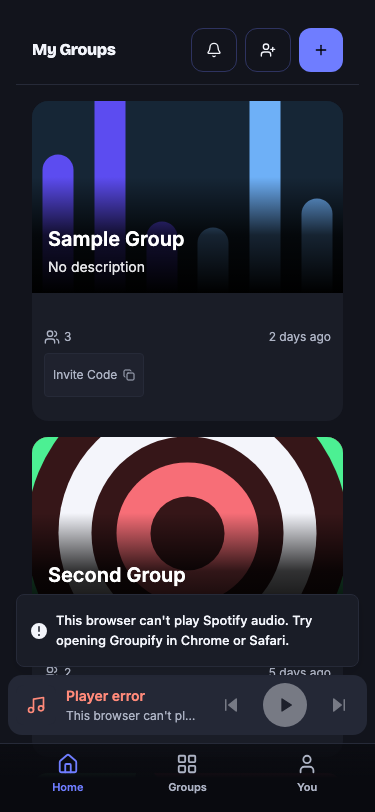 My Groups
Sample Group
No description
3
2 days ago
Invite Code
Second Group
This browser can't play Spotify audio. Try
opening Groupify in Chrome or Safari.
2
5 days ago
Player error
This browser can't pl...
Home
Groups
You